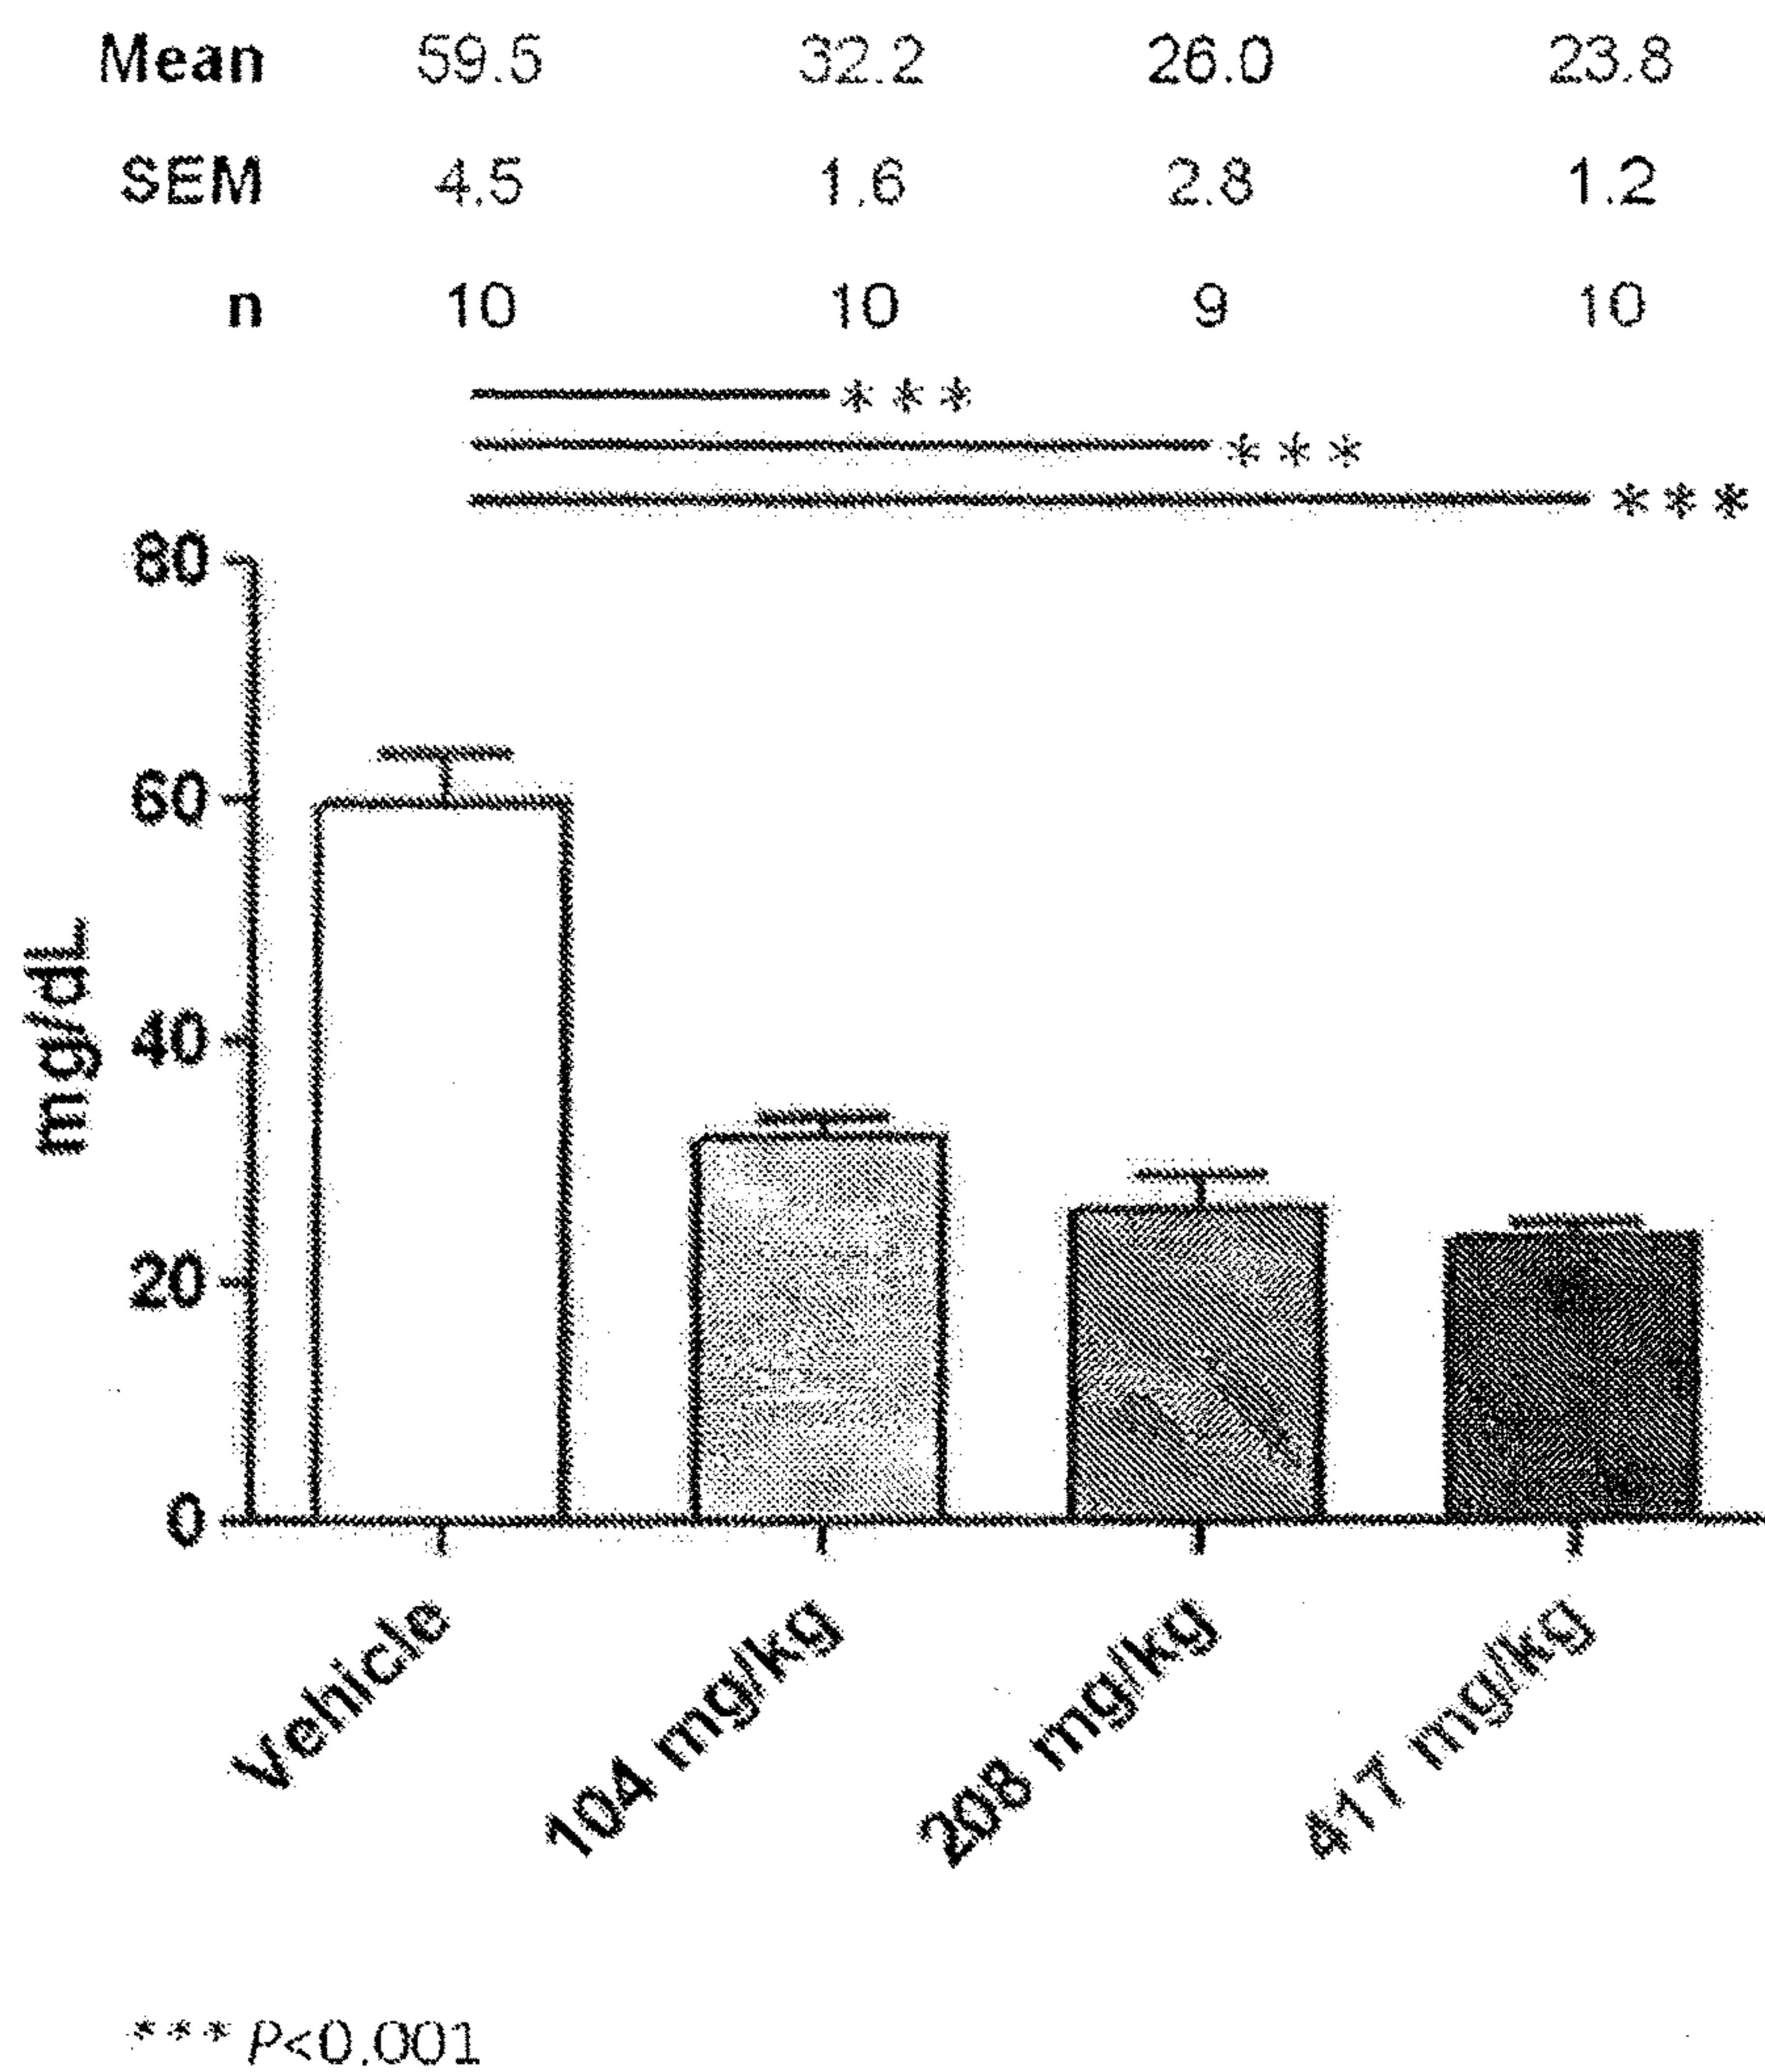 Mean 59.5 32.2 26.0 23.8
SEM 4.5 1.6 2.8 1.2
n 10 10 9 10
***
***
***
80
60
40
20
0
mg/dL
Vehicle
104 mg/kg
208 mg/kg
417 mg/kg
*** P<0.001